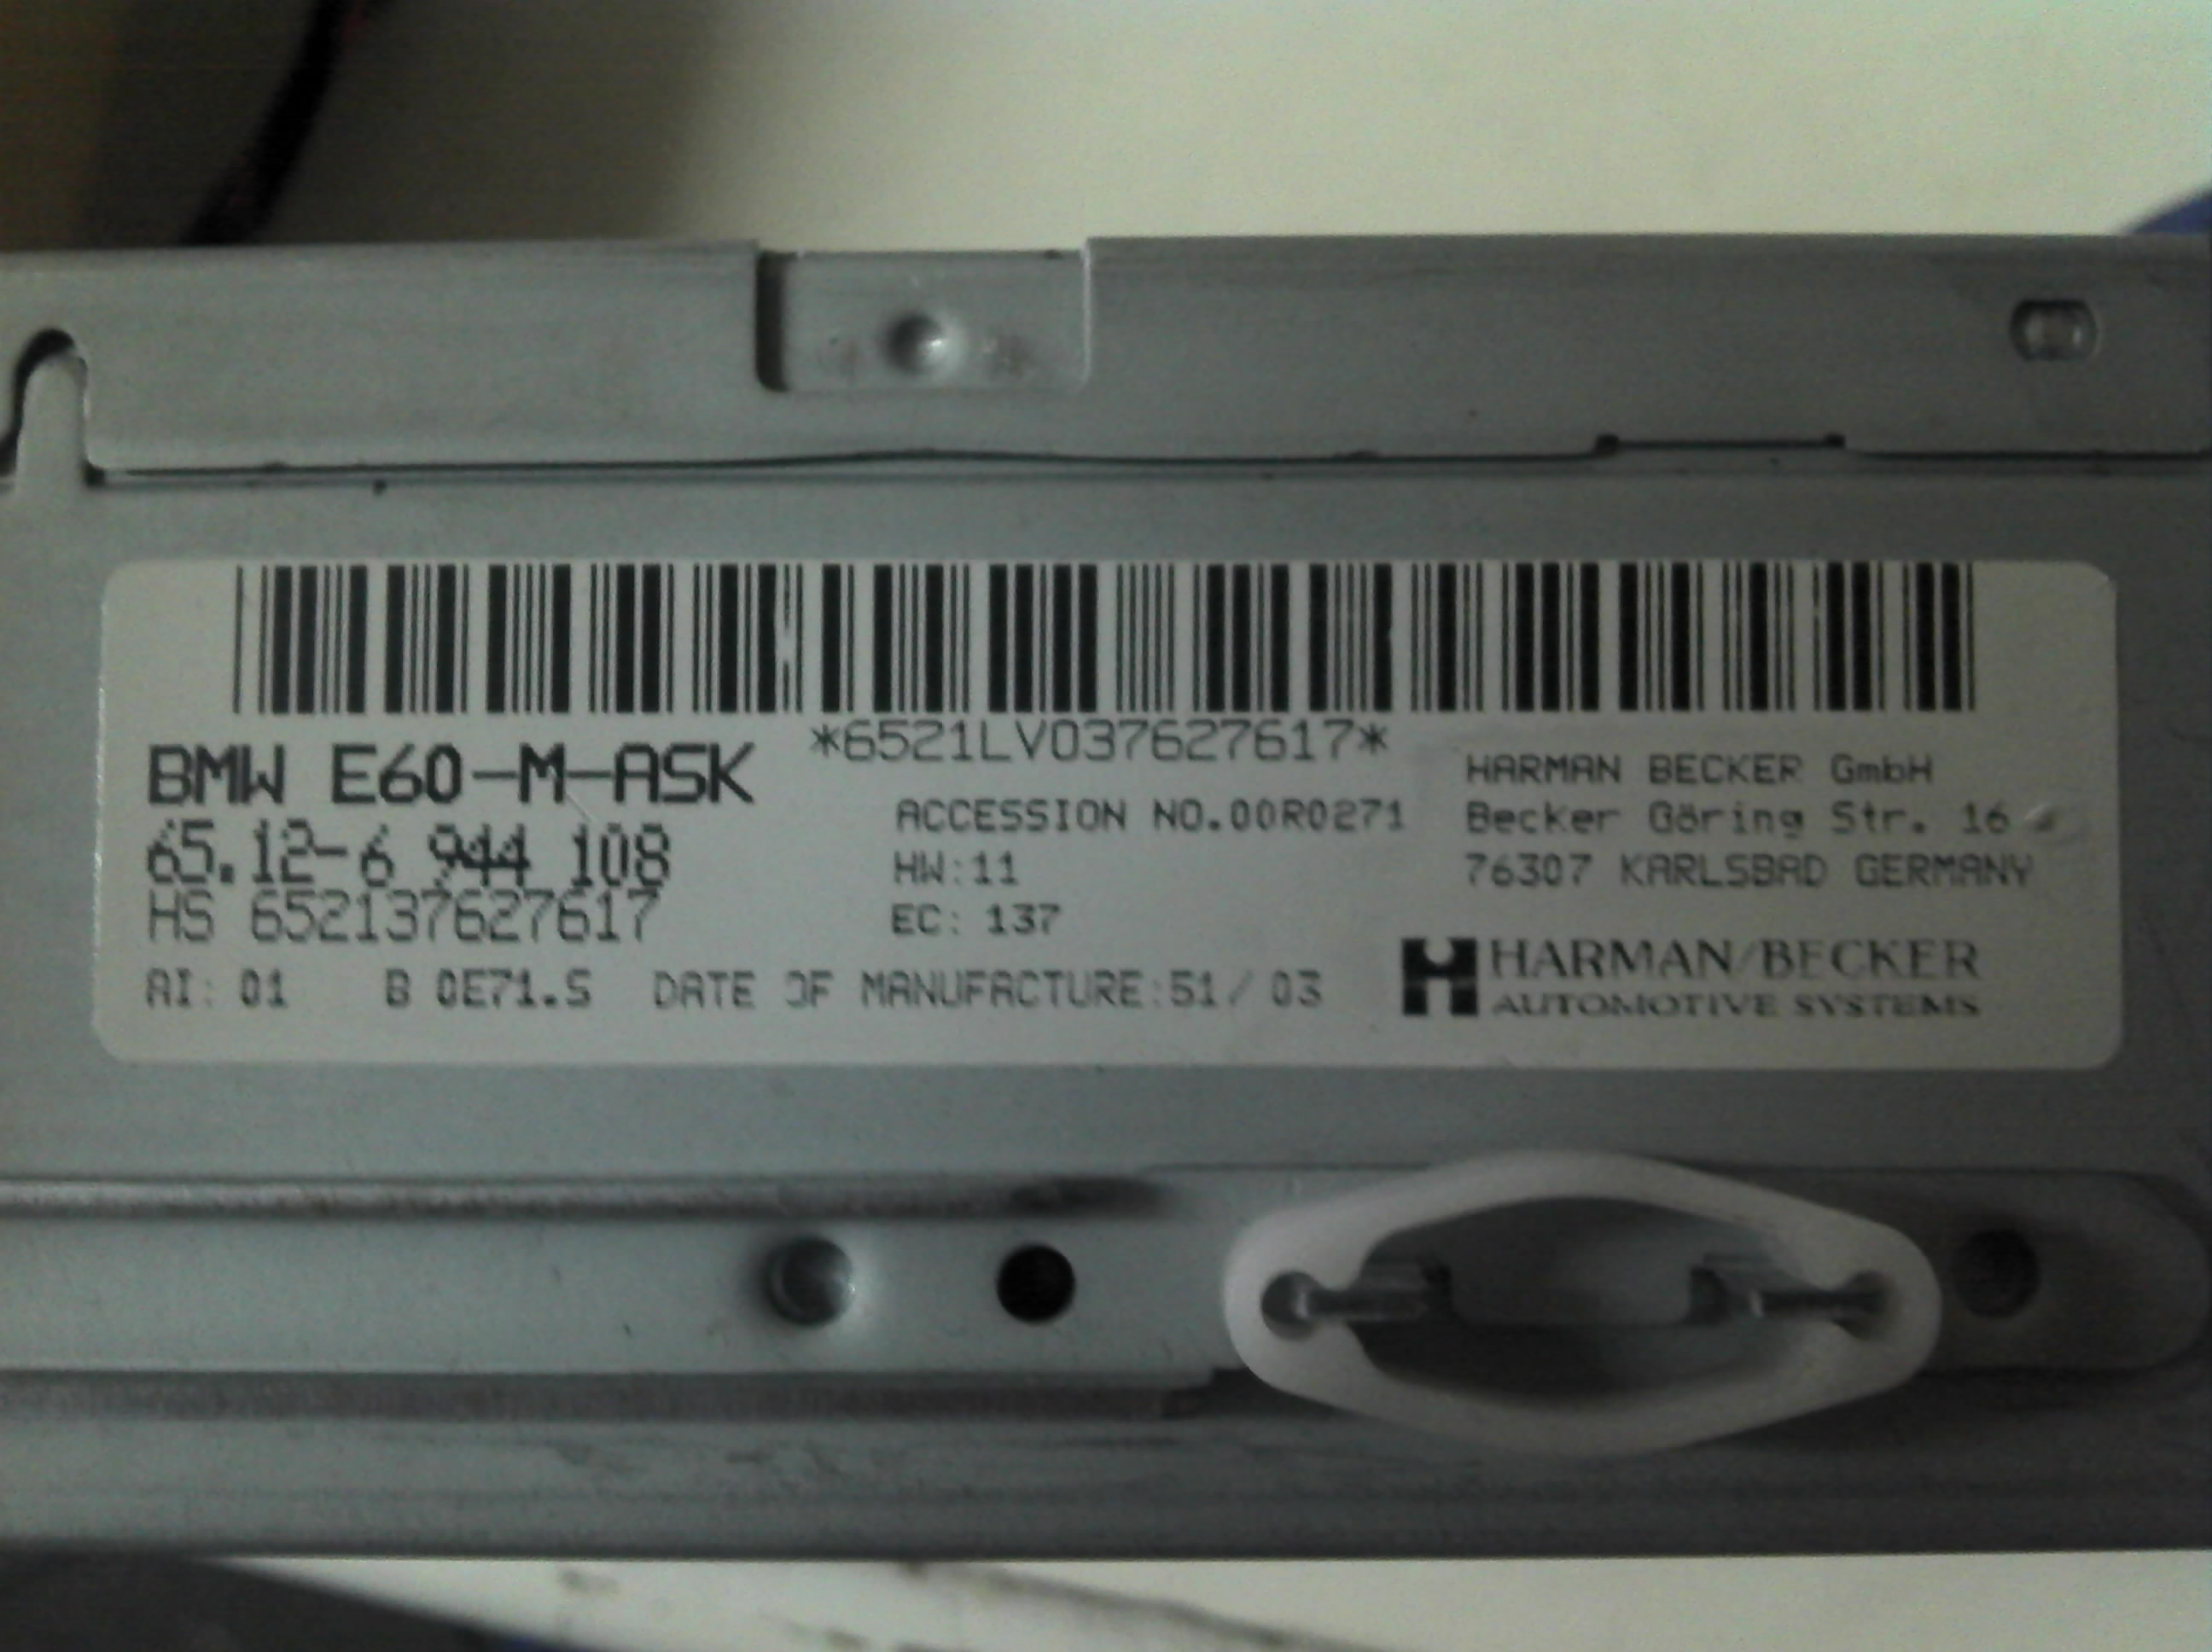 *6521LV037627617*
BMW E60-M-ASK
65.12-6 944 108
HS 652137627617
ACCESSION NO.00R0271
HW:11
EC: 137
AI: 01 B 0E71.S DATE OF MANUFACTURE:51/ 03
HARMAN BECKER GmbH
Becker Göring Str. 16
76307 KARLSBAD GERMANY
HARMAN/BECKER
AUTOMOTIVE SYSTEMS